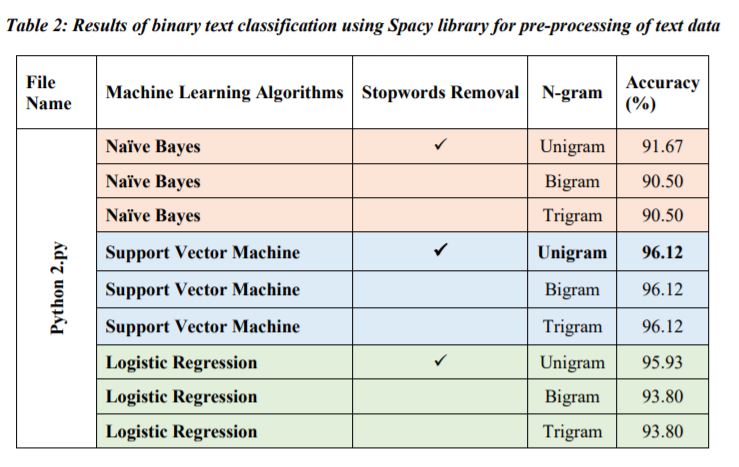 Table 2: Results of binary text classification using Spacy library for pre-processing of text data
File Name Machine Learning Algorithms Stopwords Removal N-gram Accuracy (%)
Python 2.py
Naïve Bayes ✓ Unigram 91.67
Naïve Bayes Bigram 90.50
Naïve Bayes Trigram 90.50
Support Vector Machine ✓ Unigram 96.12
Support Vector Machine Bigram 96.12
Support Vector Machine Trigram 96.12
Logistic Regression ✓ Unigram 95.93
Logistic Regression Bigram 93.80
Logistic Regression Trigram 93.80